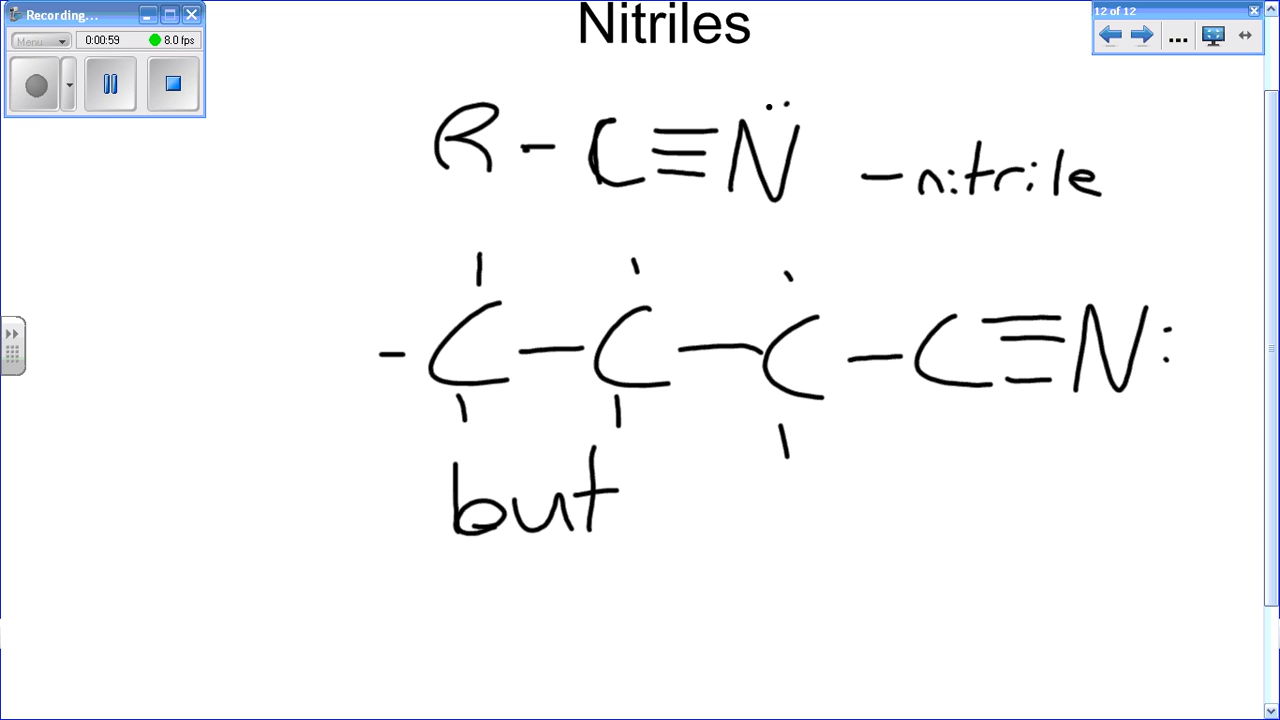 Recording...
Menu
0:00:59
8.0 fps
12 of 12
...
Nitriles
R - C≡N̈ -nitrile
- C - C - C - C≡N:
but